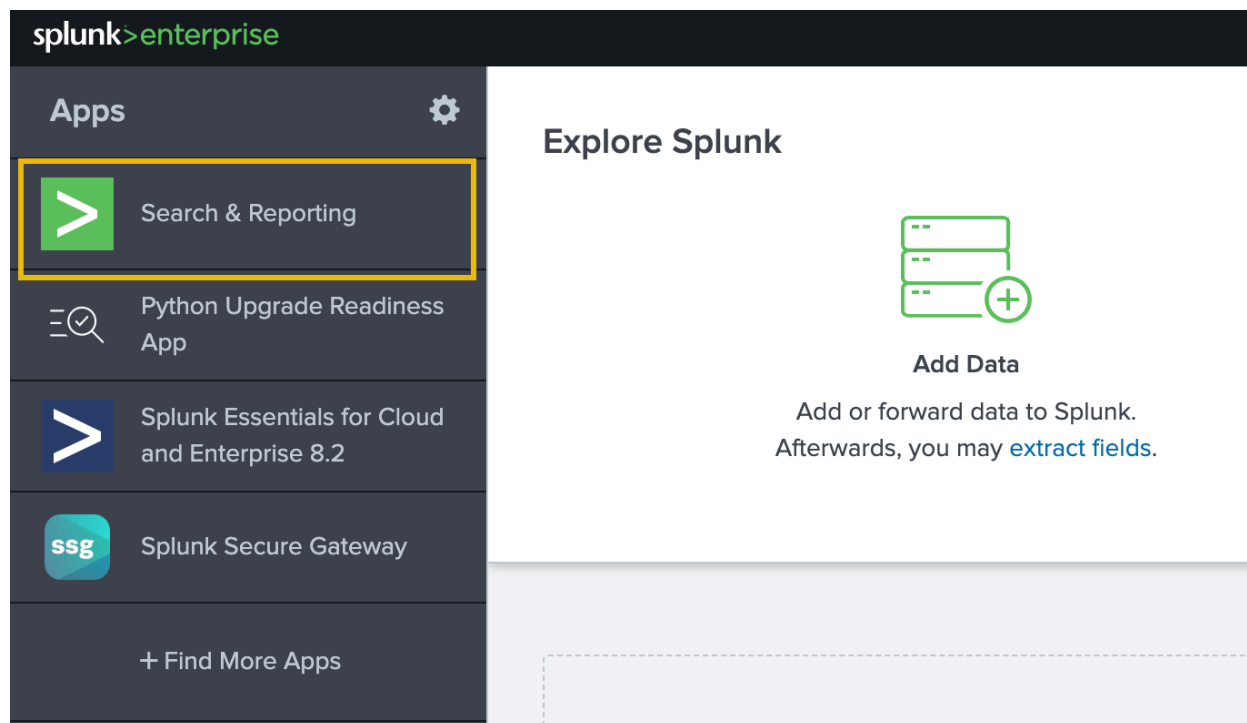 splunk>enterprise
Apps
Search & Reporting
Python Upgrade Readiness
App
Splunk Essentials for Cloud
and Enterprise 8.2
ssg
Splunk Secure Gateway
+ Find More Apps
Explore Splunk
Add Data
Add or forward data to Splunk.
Afterwards, you may extract fields.